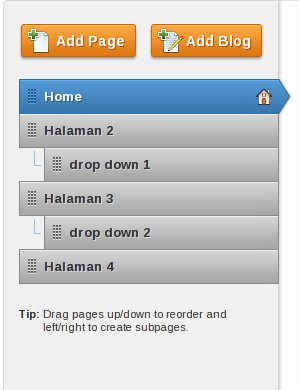 Add Page
Add Blog
Home
Halaman 2
drop down 1
Halaman 3
drop down 2
Halaman 4
Tip: Drag pages up/down to reorder and
left/right to create subpages.